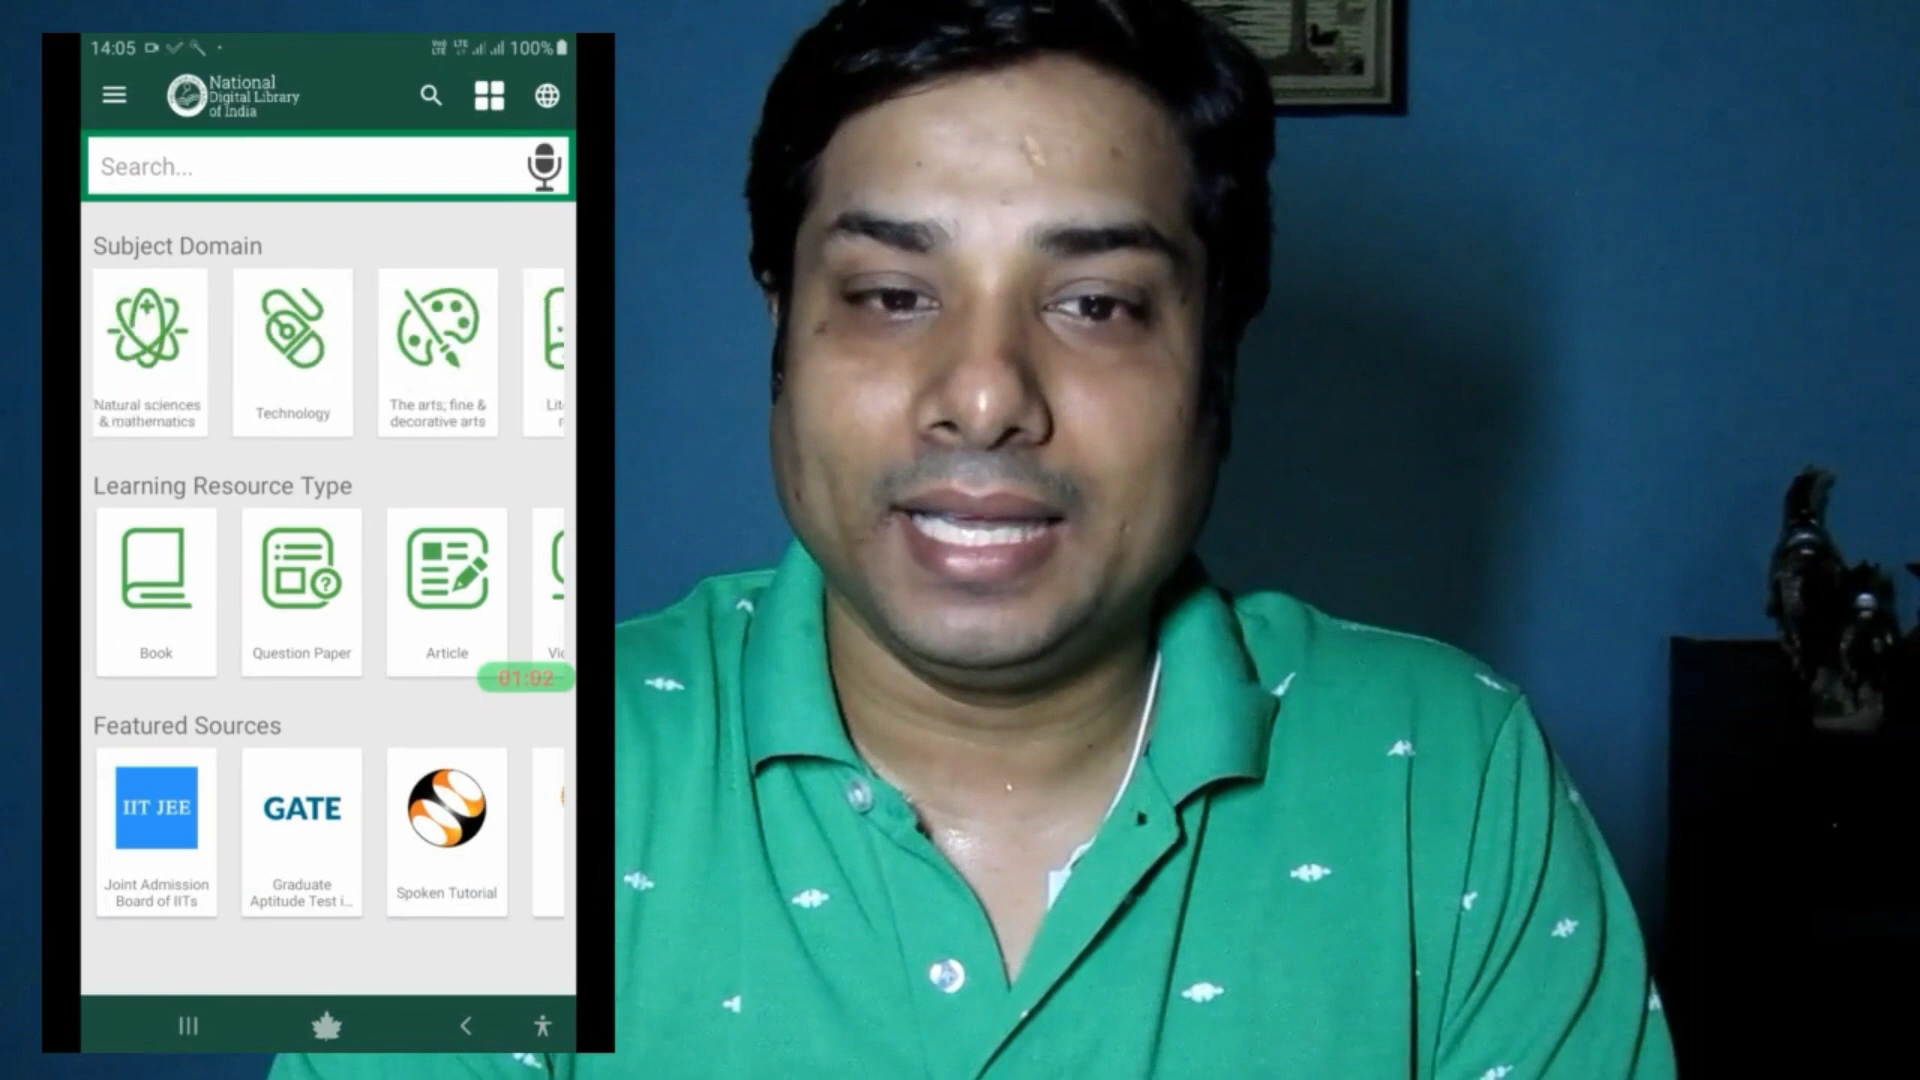 14:05
100%
National
Digital Library
of India
Search...
Subject Domain
Natural sciences
& mathematics
Technology
The arts; fine &
decorative arts
Learning Resource Type
Book
Question Paper
Article
01:02
Featured Sources
IIT JEE
GATE
Joint Admission
Board of IITs
Graduate
Aptitude Test i...
Spoken Tutorial